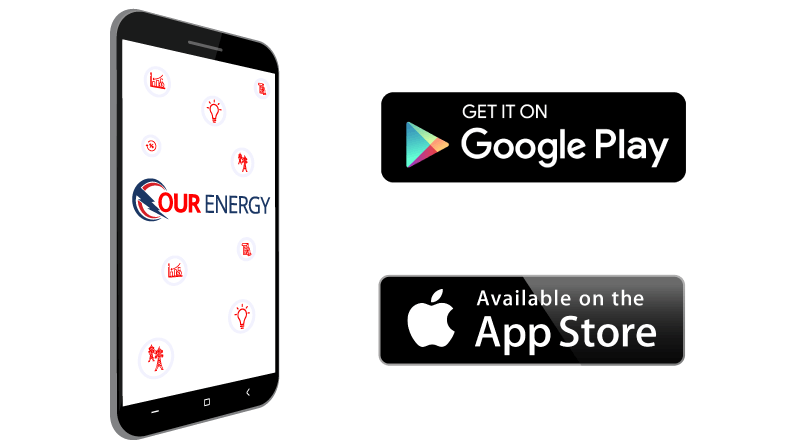 OUR ENERGY
GET IT ON
Google Play
Available on the
App Store